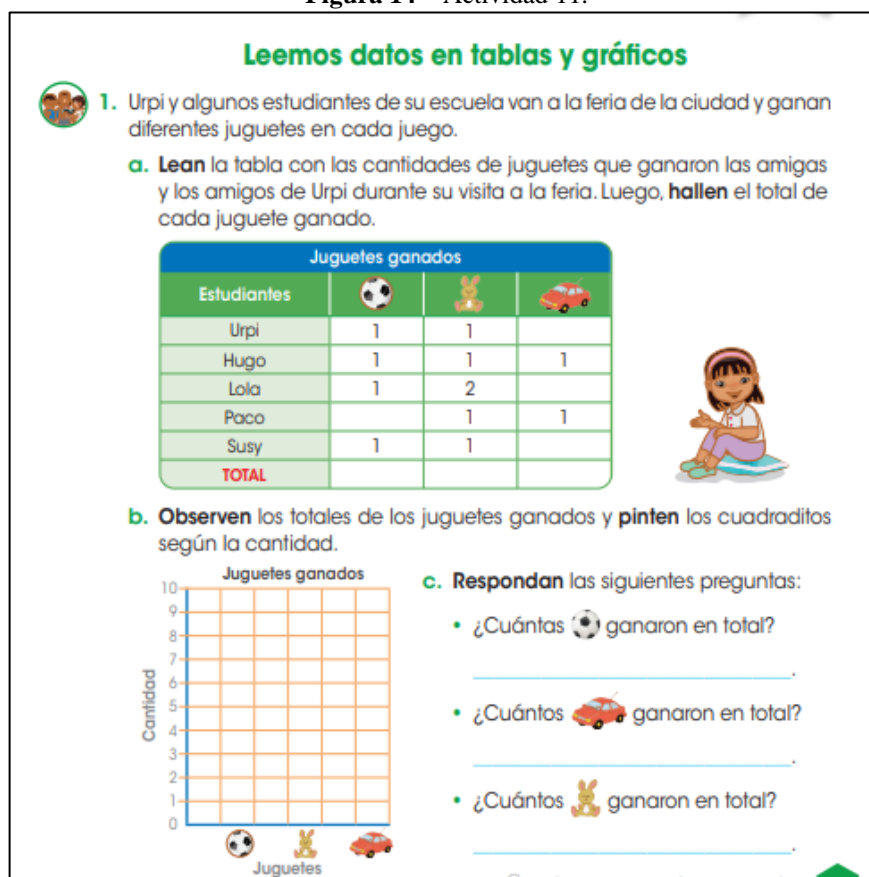 Figura 14 Actividad 11.
Leemos datos en tablas y gráficos
1. Urpi y algunos estudiantes de su escuela van a la feria de la ciudad y ganan
diferentes juguetes en cada juego.
a. Lean la tabla con las cantidades de juguetes que ganaron las amigas
y los amigos de Urpi durante su visita a la feria. Luego, hallen el total de
cada juguete ganado.
Juguetes ganados
Estudiantes
Urpi 1 1
Hugo 1 1 1
Lola 1 2
Paco 1 1
Susy 1 1
TOTAL
b. Observen los totales de los juguetes ganados y pinten los cuadraditos
según la cantidad.
Juguetes ganados
10
9
8
7
6
5
4
3
2
1
0
Cantidad
Juguetes
c. Respondan las siguientes preguntas:
• ¿Cuántas ganaron en total?
• ¿Cuántos ganaron en total?
• ¿Cuántos ganaron en total?